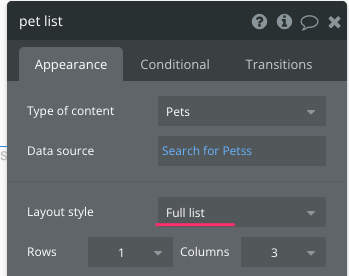 pet list
Appearance Conditional Transitions
Type of content Pets
Data source Search for Petss
Layout style Full list
Rows 1 Columns 3